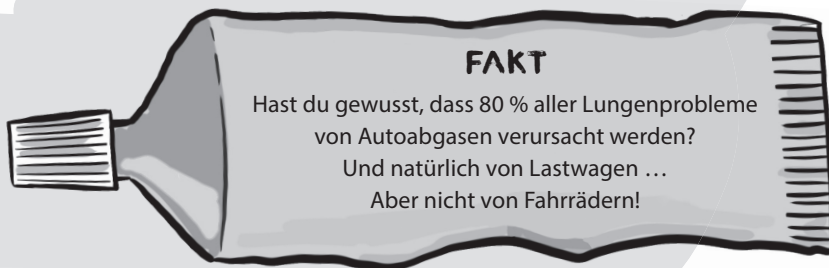 FAKT
Hast du gewusst, dass 80 % aller Lungenprobleme
von Autoabgasen verursacht werden?
Und natürlich von Lastwagen …
Aber nicht von Fahrrädern!